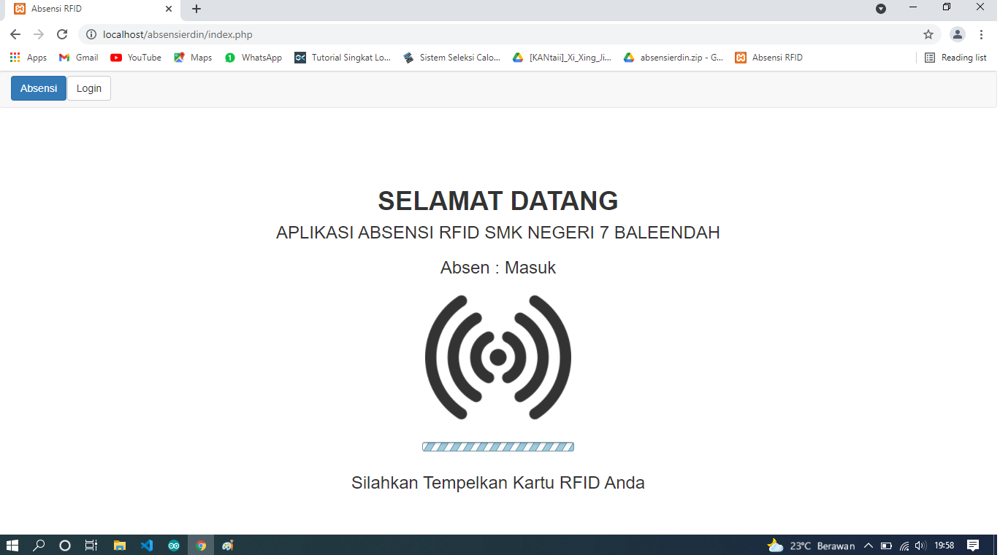 Absensi RFID
localhost/absensierdin/index.php
Apps Gmail YouTube Maps WhatsApp Tutorial Singkat Lo... Sistem Seleksi Calo... [KANtaii]_Xi_Xing_Ji... absensierdin.zip - G... Absensi RFID Reading list
Absensi Login
SELAMAT DATANG
APLIKASI ABSENSI RFID SMK NEGERI 7 BALEENDAH
Absen : Masuk
Silahkan Tempelkan Kartu RFID Anda
23°C Berawan 19:58